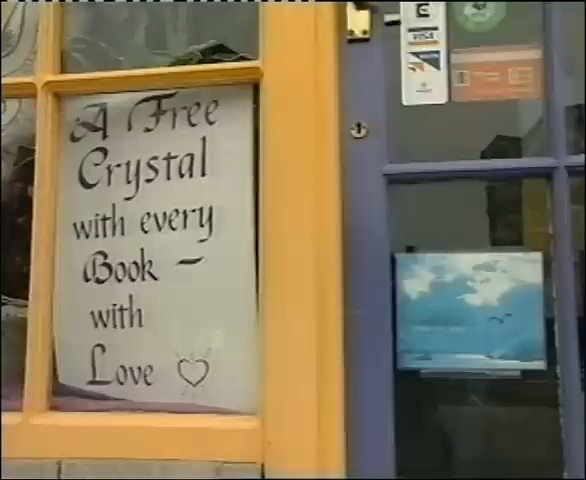 A Free
Crystal
with every
Book –
with
Love
VISA